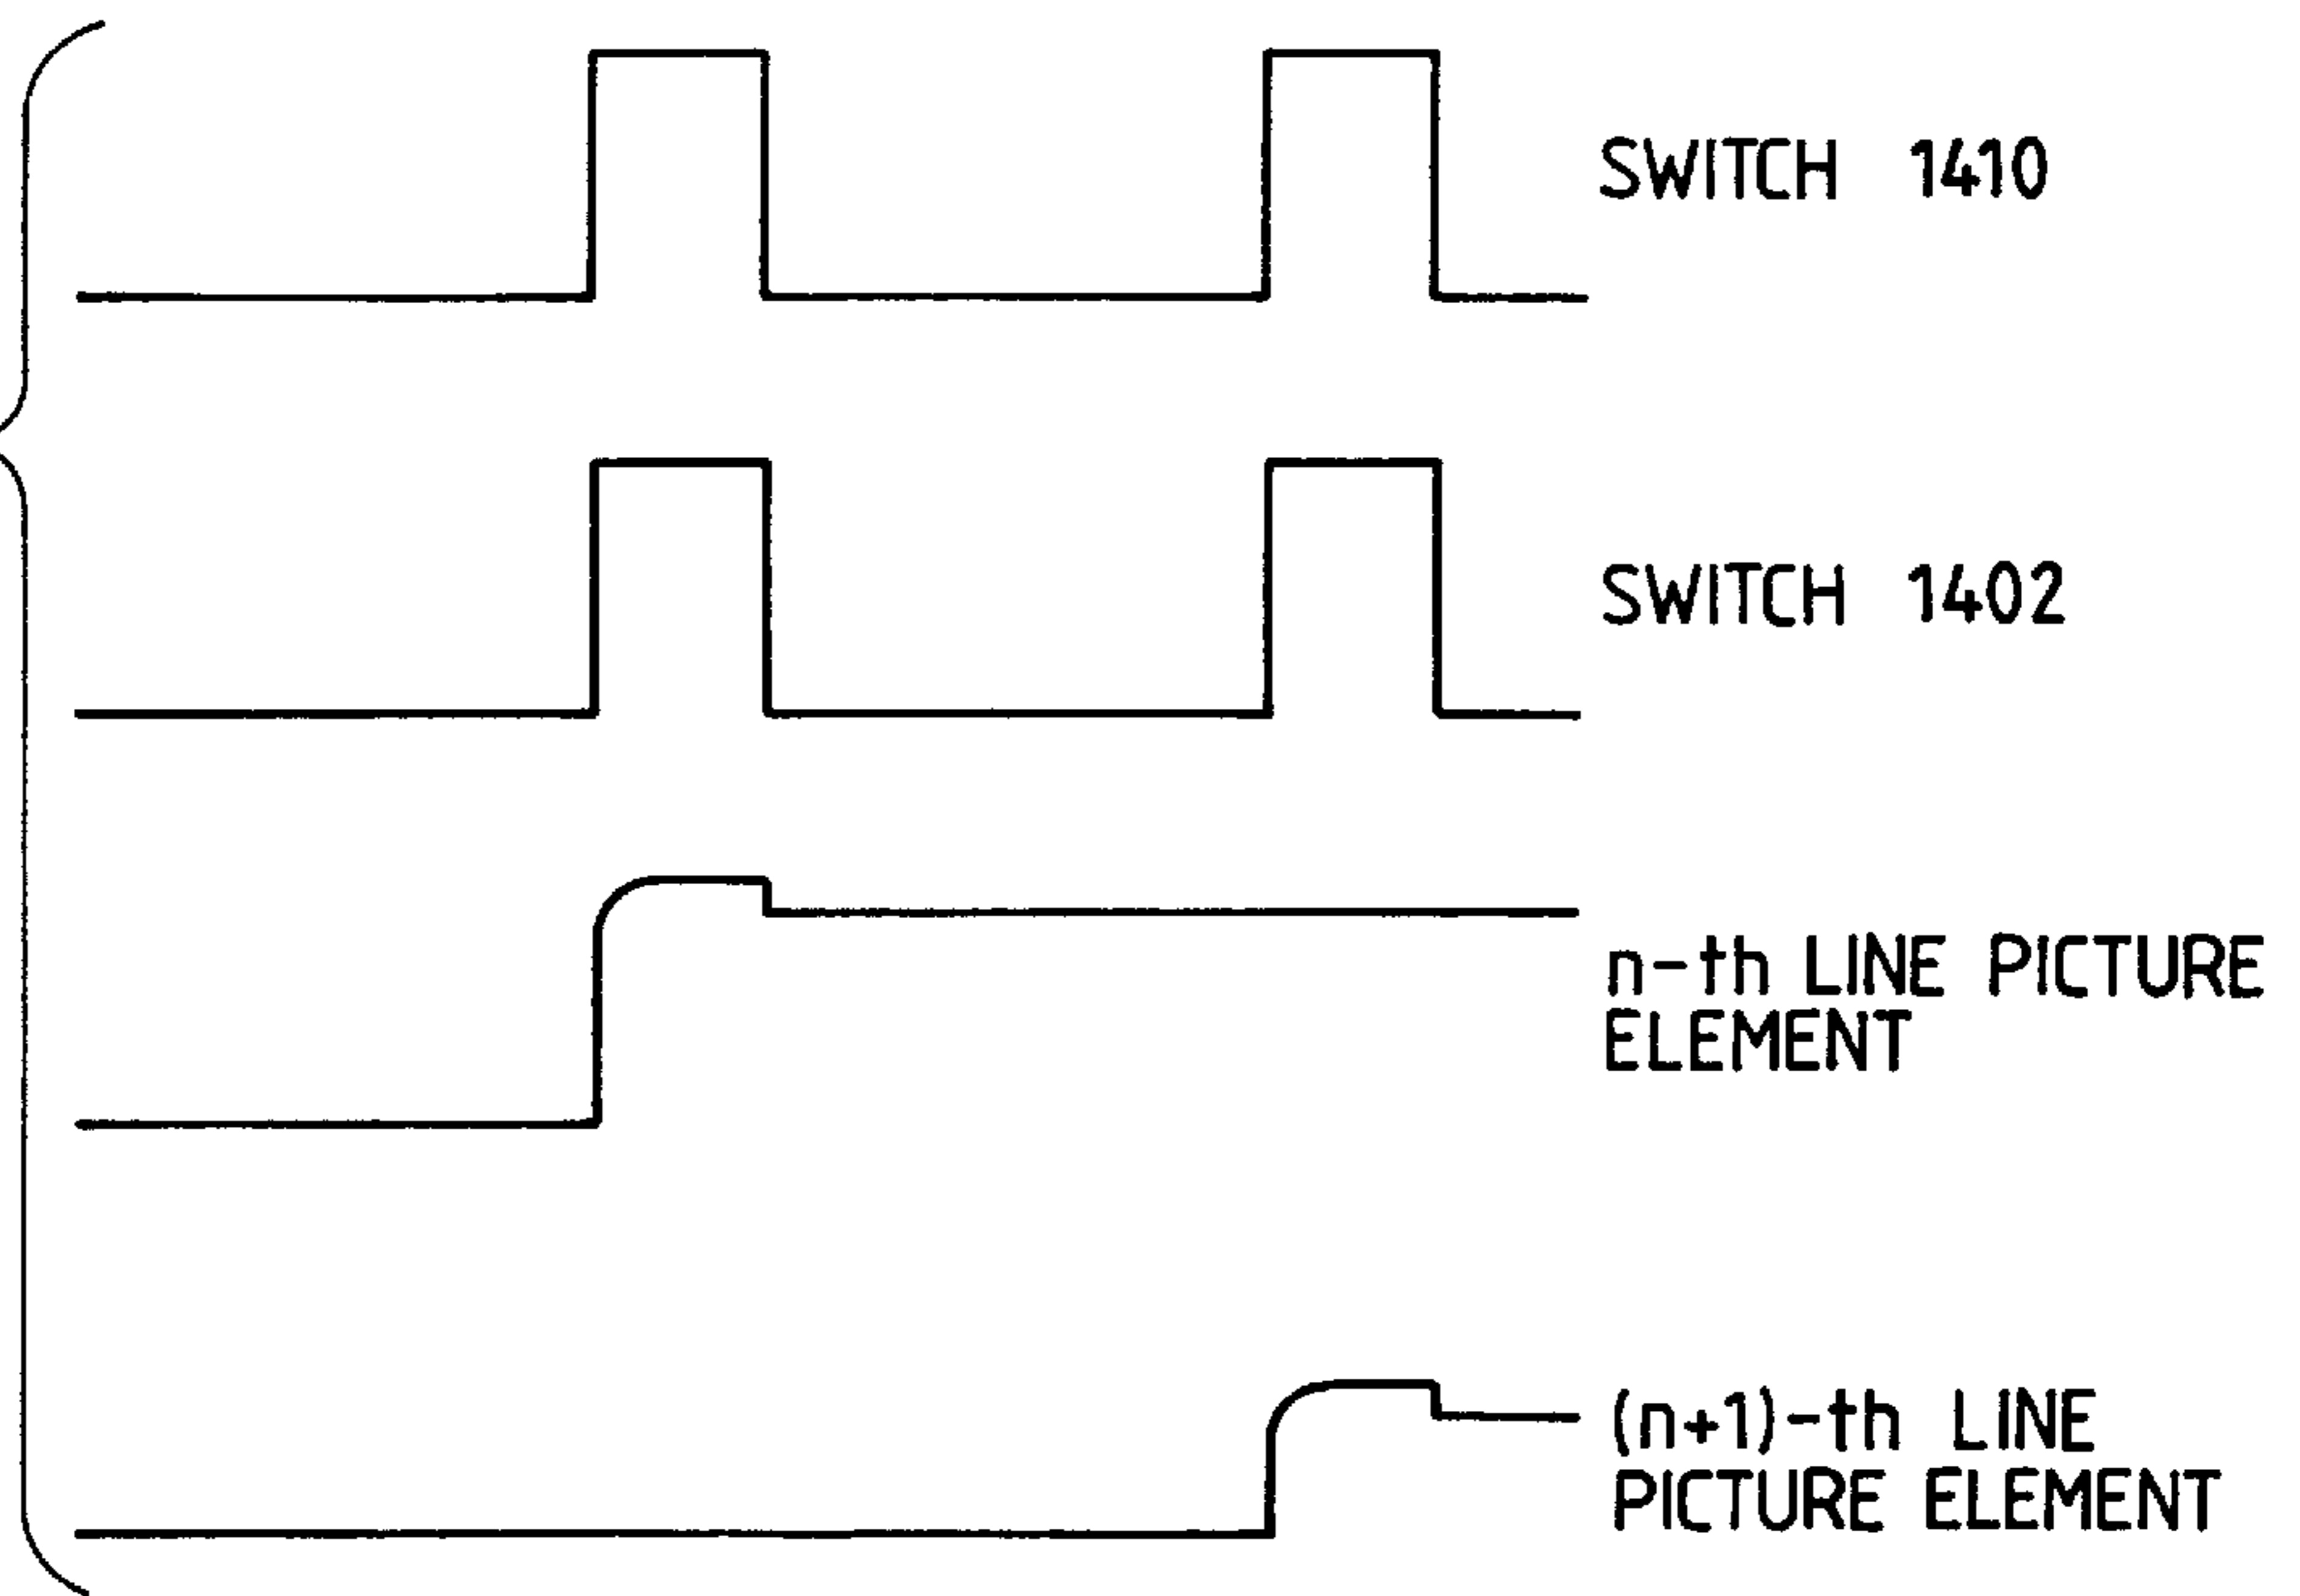 SWITCH 1410
SWITCH 1402
n-th LINE PICTURE
ELEMENT
(n+1)-th LINE
PICTURE ELEMENT